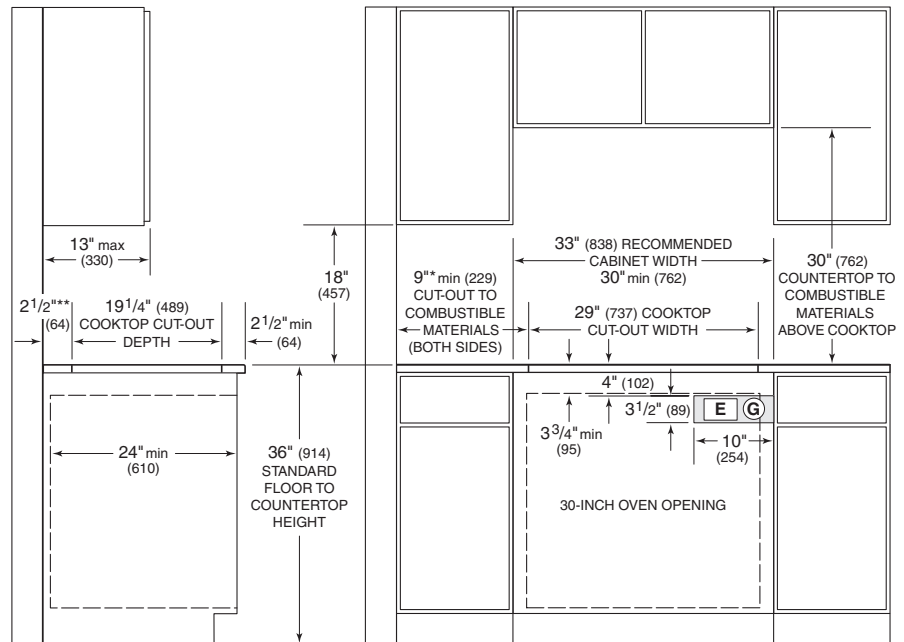 13" max
(330)
2 1/2"**
(64)
19 1/4" (489)
COOKTOP CUT-OUT
DEPTH
2 1/2" min
(64)
18"
(457)
24" min
(610)
36" (914)
STANDARD
FLOOR TO
COUNTERTOP
HEIGHT
9"* min (229)
CUT-OUT TO
COMBUSTIBLE
MATERIALS
(BOTH SIDES)
33" (838) RECOMMENDED
CABINET WIDTH
30" min (762)
29" (737) COOKTOP
CUT-OUT WIDTH
30" (762)
COUNTERTOP TO
COMBUSTIBLE
MATERIALS
ABOVE COOKTOP
4" (102)
3 1/2" (89)
E G
3 3/4" min
(95)
10"
(254)
30-INCH OVEN OPENING